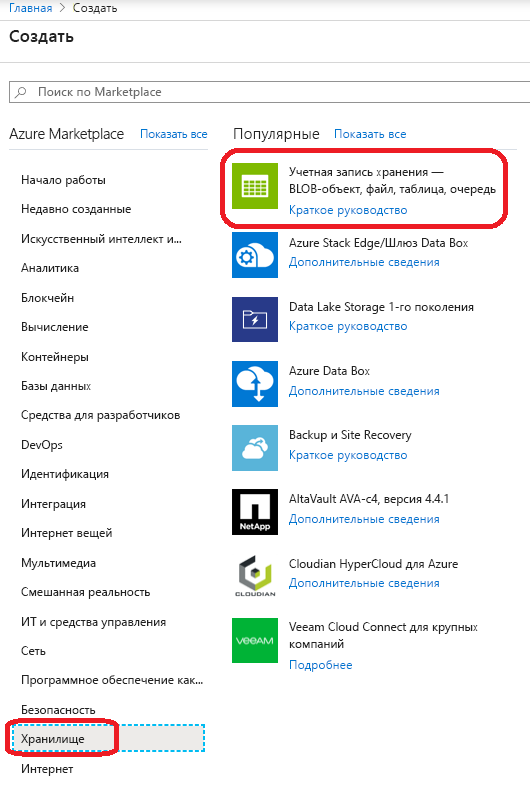 Главная > Создать
Создать
Поиск по Marketplace
Azure Marketplace Показать все
Популярные Показать все
Начало работы
Недавно созданные
Искусственный интеллект и...
Аналитика
Блокчейн
Вычисление
Контейнеры
Базы данных
Средства для разработчиков
DevOps
Идентификация
Интеграция
Интернет вещей
Мультимедиа
Смешанная реальность
ИТ и средства управления
Сеть
Программное обеспечение как...
Безопасность
Хранилище
Интернет
Учетная запись хранения —
BLOB-объект, файл, таблица, очередь
Краткое руководство
Azure Stack Edge/Шлюз Data Box
Дополнительные сведения
Data Lake Storage 1-го поколения
Краткое руководство
Azure Data Box
Дополнительные сведения
Backup и Site Recovery
Краткое руководство
NetApp
AltaVault AVA-c4, версия 4.4.1
Дополнительные сведения
CLOUDIAN
Cloudian HyperCloud для Azure
Дополнительные сведения
veeAM
Veeam Cloud Connect для крупных
компаний
Подробнее